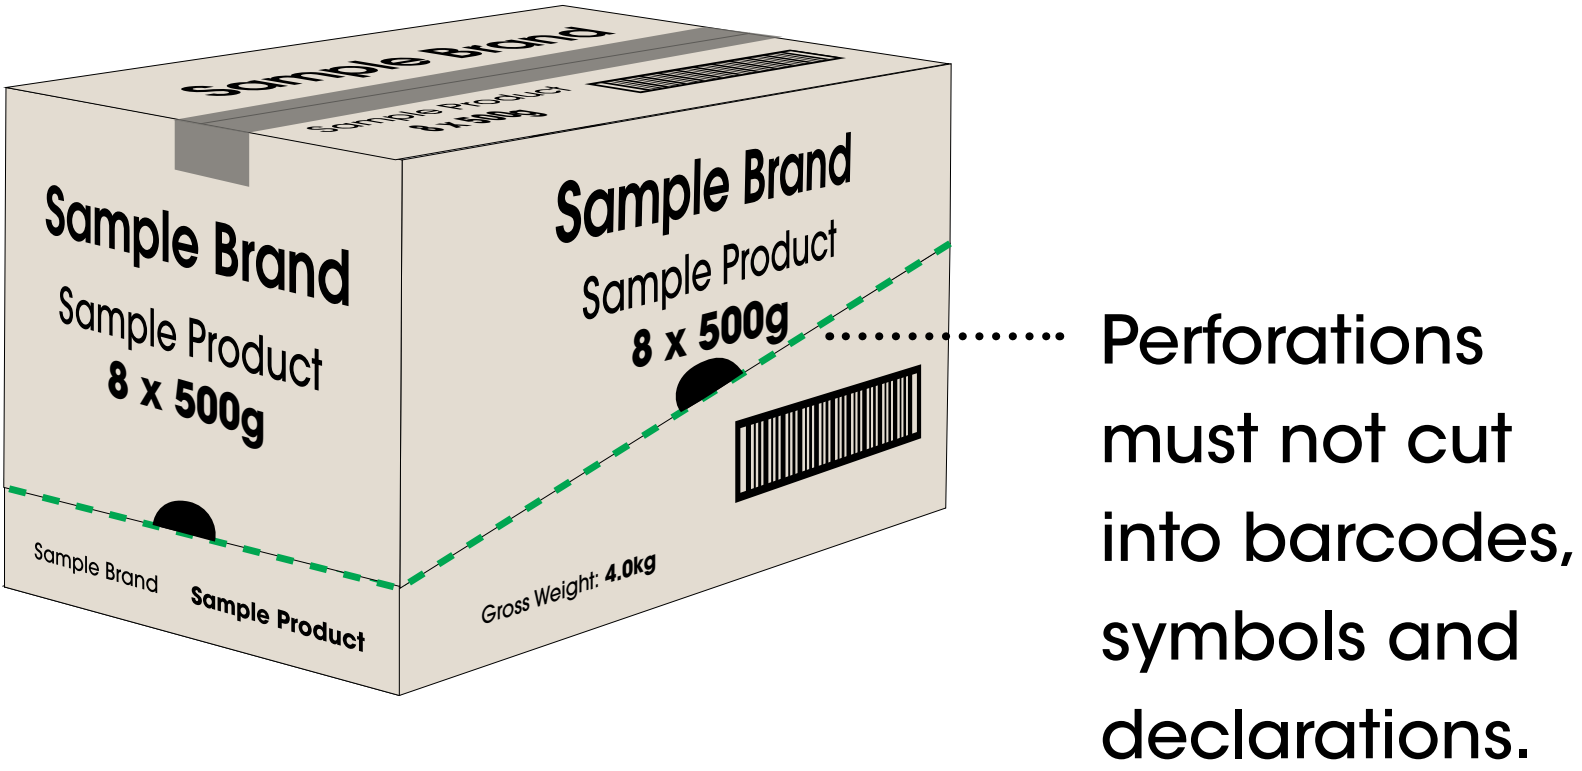 Sample Brand
Sample Product
8 x 500g
Sample Brand
Sample Product
8 x 500g
Sample Brand
Sample Product
Sample Brand
Sample Product
8 x 500g
Gross Weight: 4.0kg
Perforations
must not cut
into barcodes,
symbols and
declarations.